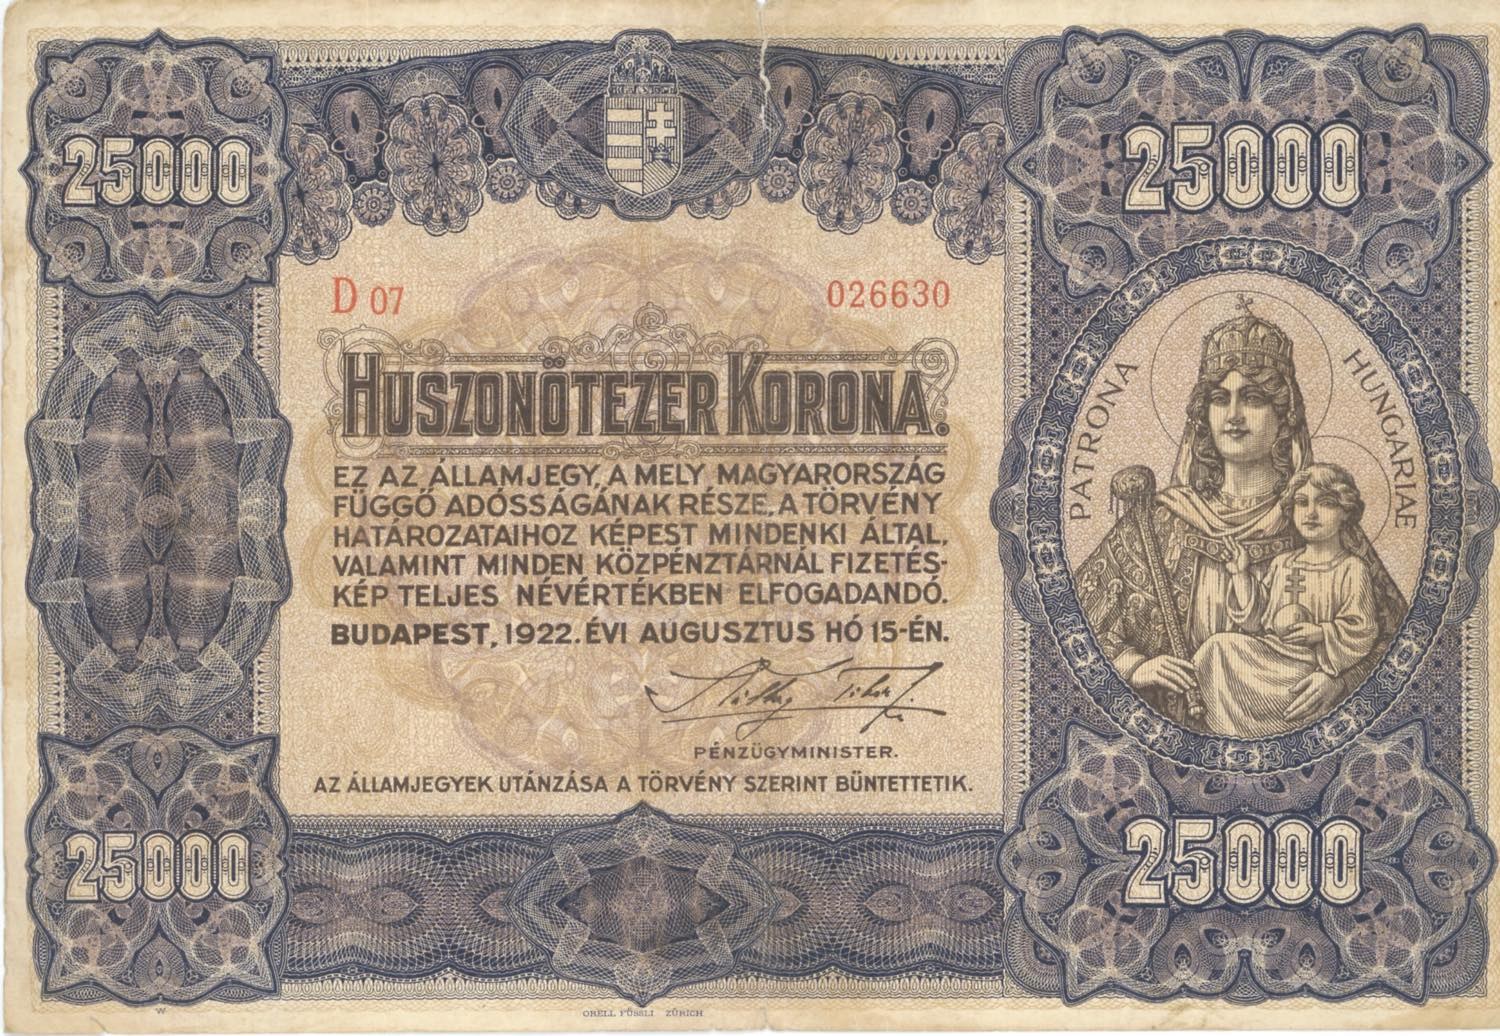 25000
25000
D 07
026630
HUSZONÖTEZER KORONA.
EZ AZ ÁLLAMJEGY, A MELY MAGYARORSZÁG
FÜGGŐ ADÓSSÁGÁNAK RÉSZE, A TÖRVÉNY
HATÁROZATAIHOZ KÉPEST MINDENKI ÁLTAL,
VALAMINT MINDEN KÖZPÉNZTÁRNÁL FIZETÉS-
KÉP TELJES NÉVÉRTÉKBEN ELFOGADANDÓ.
BUDAPEST, 1922. ÉVI AUGUSZTUS HÓ 15-ÉN.
PÉNZÜGYMINISTER.
AZ ÁLLAMJEGYEK UTÁNZÁSA A TÖRVÉNY SZERINT BÜNTETTETIK.
PATRONA HUNGARIAE
25000
25000
W
ORELL FÜSSLI ZÜRICH